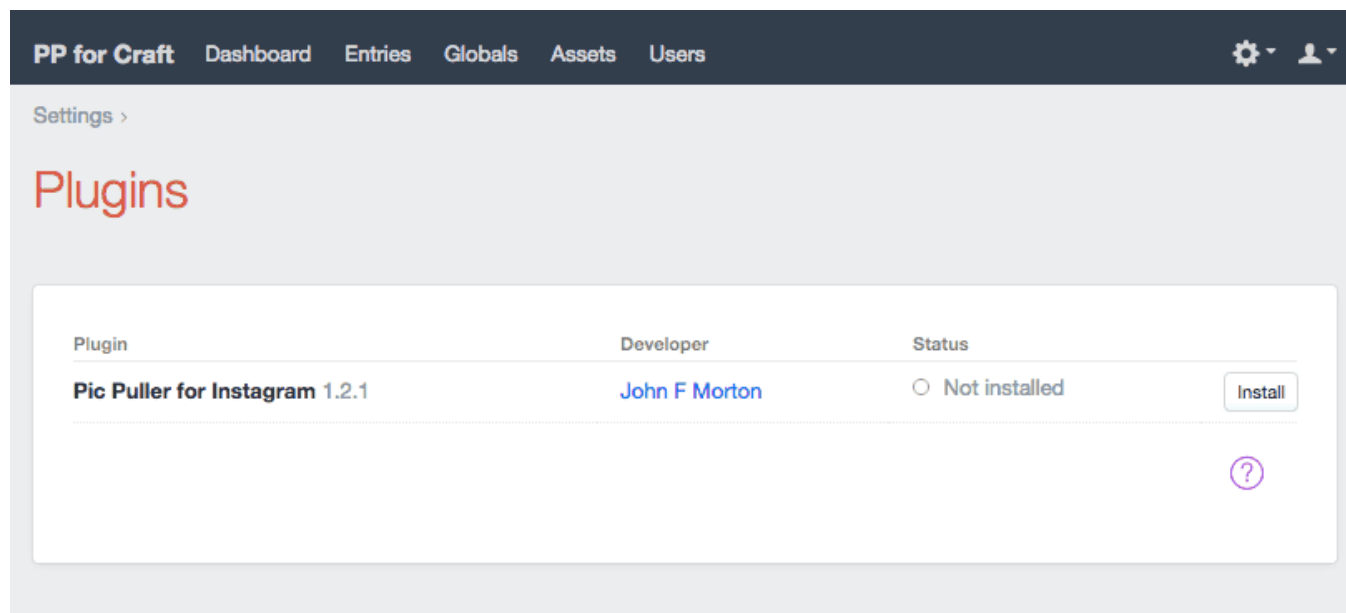 PP for Craft Dashboard Entries Globals Assets Users
Settings ›
Plugins
Plugin Developer Status
Pic Puller for Instagram 1.2.1 John F Morton Not installed Install
?